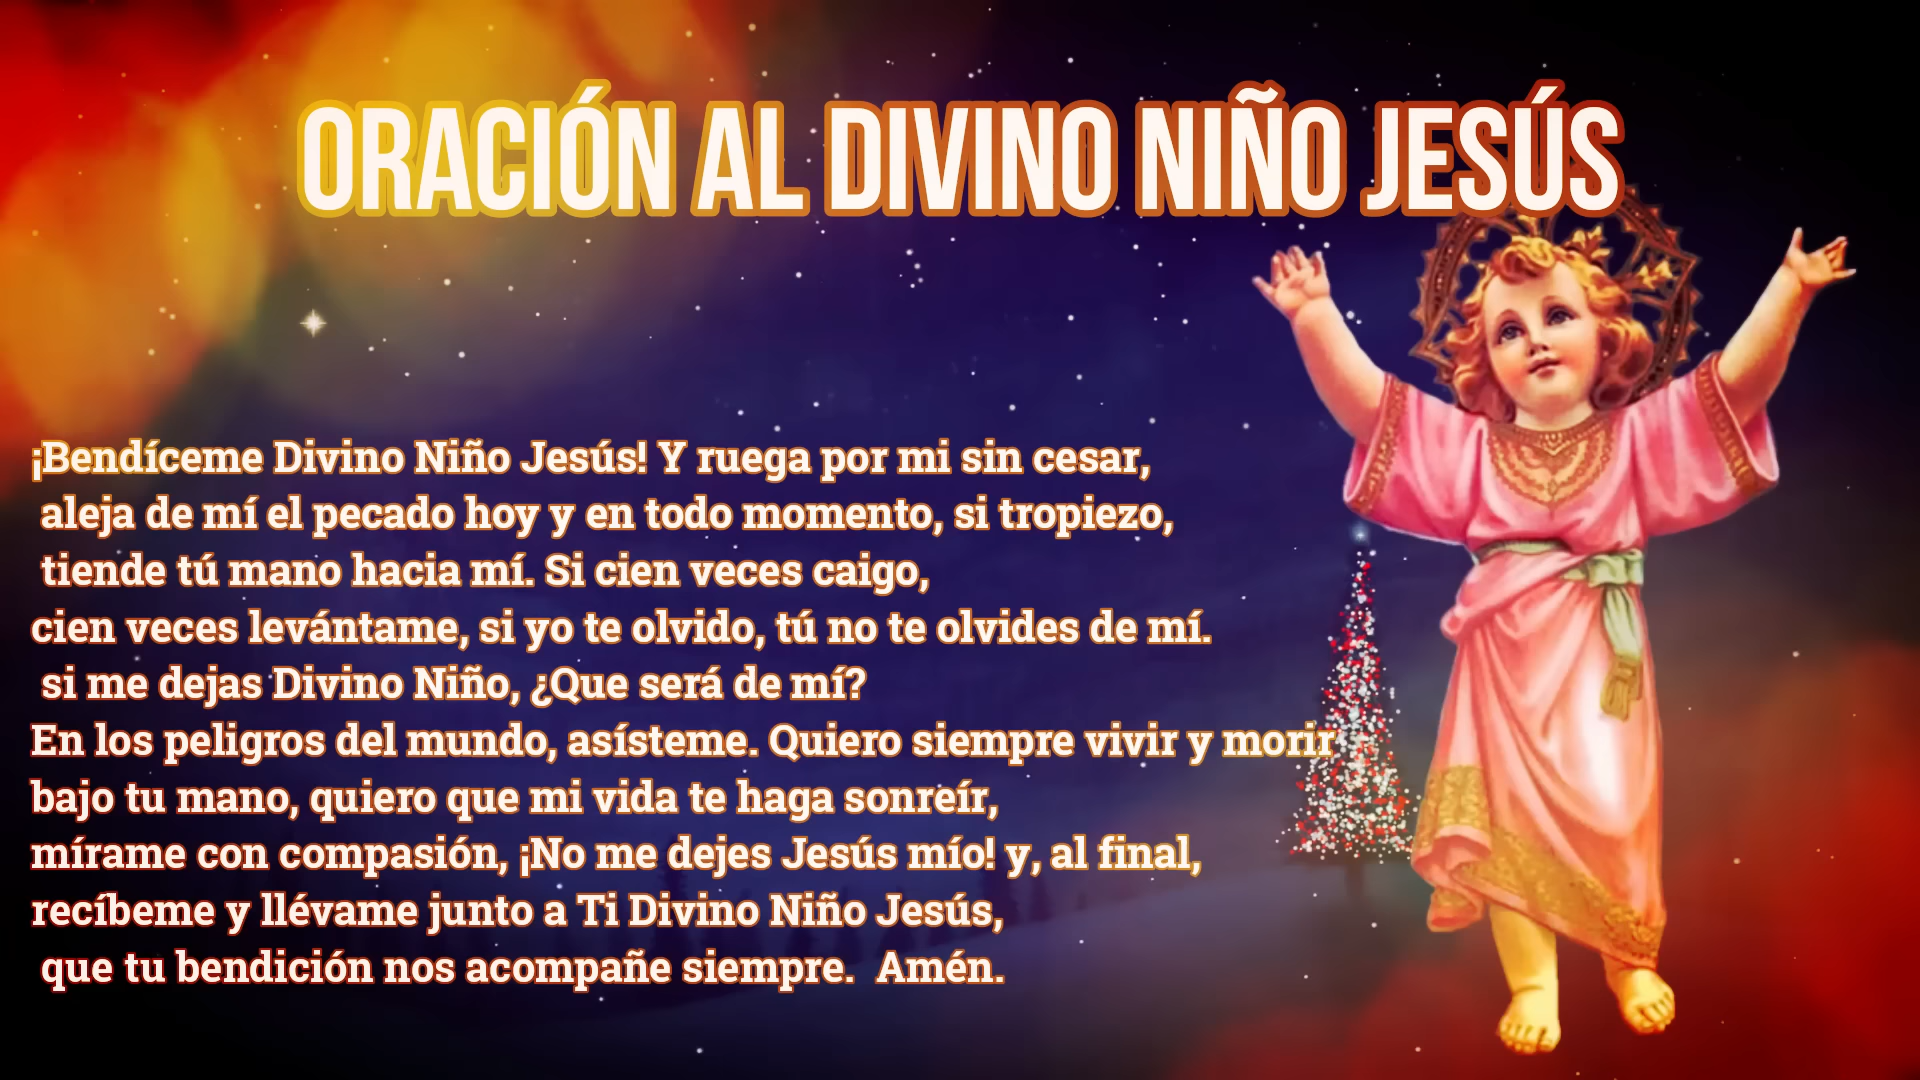 ORACIÓN AL DIVINO NIÑO JESÚS
¡Bendíceme Divino Niño Jesús! Y ruega por mi sin cesar,
aleja de mí el pecado hoy y en todo momento, si tropiezo,
tiende tú mano hacia mí. Si cien veces caigo,
cien veces levántame, si yo te olvido, tú no te olvides de mí.
si me dejas Divino Niño, ¿Que será de mí?
En los peligros del mundo, asísteme. Quiero siempre vivir y morir
bajo tu mano, quiero que mi vida te haga sonreír,
mírame con compasión, ¡No me dejes Jesús mío! y, al final,
recíbeme y llévame junto a Ti Divino Niño Jesús,
que tu bendición nos acompañe siempre.  Amén.